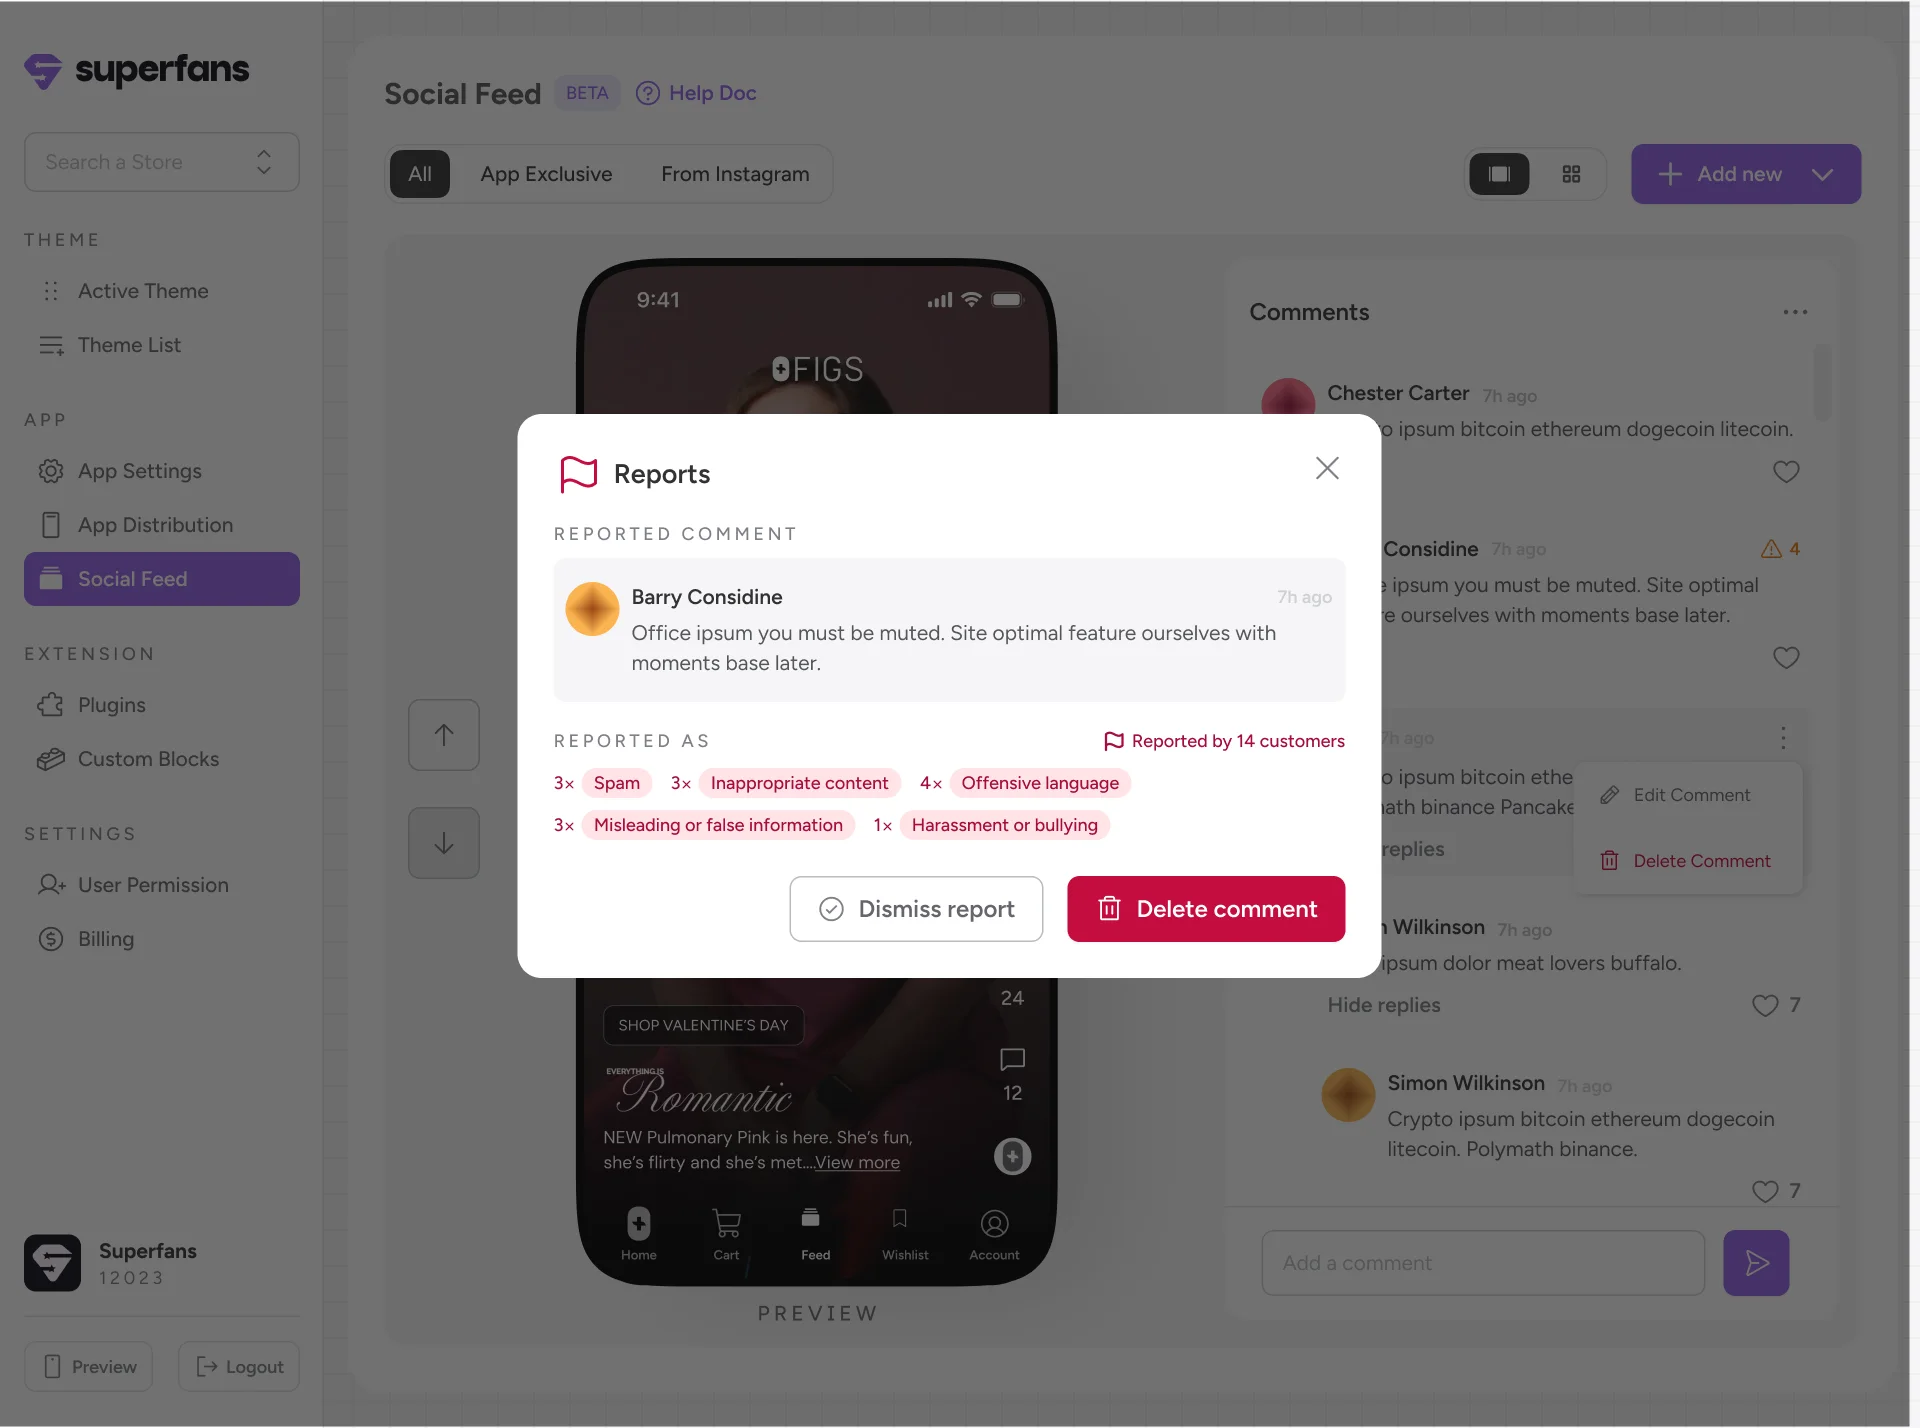 superfans
Search a Store
THEME
Active Theme
Theme List
APP
App Settings
App Distribution
Social Feed
EXTENSION
Plugins
Custom Blocks
SETTINGS
User Permission
Billing
Superfans
12023
Preview
Logout
Social Feed BETA Help Doc
All App Exclusive From Instagram
Add new
9:41
FIGS
24
SHOP VALENTINE'S DAY
12
EVERYTHING IS
Romantic
NEW Pulmonary Pink is here. She's fun,
she's flirty and she's met....View more
Home Cart Feed Wishlist Account
PREVIEW
Reports
REPORTED COMMENT
Barry Considine 7h ago
Office ipsum you must be muted. Site optimal feature ourselves with
moments base later.
REPORTED AS Reported by 14 customers
3× Spam 3× Inappropriate content 4× Offensive language
3× Misleading or false information 1× Harassment or bullying
Dismiss report Delete comment
Comments
Chester Carter 7h ago
o ipsum bitcoin ethereum dogecoin litecoin.
Considine 7h ago 4
ipsum you must be muted. Site optimal
ourselves with moments base later.
7h ago
o ipsum bitcoin ethe
ath binance Pancake
replies
Edit Comment
Delete Comment
Wilkinson 7h ago
ipsum dolor meat lovers buffalo.
Hide replies 7
Simon Wilkinson 7h ago
Crypto ipsum bitcoin ethereum dogecoin
litecoin. Polymath binance.
7
Add a comment